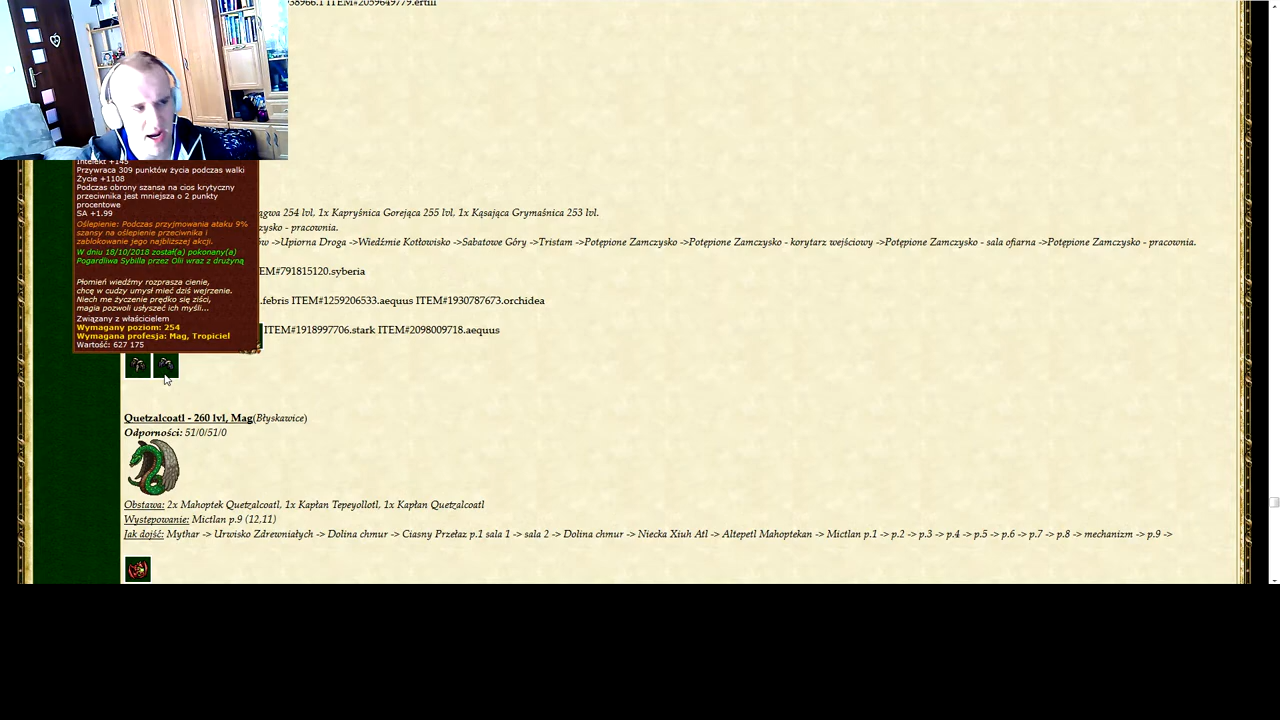 58966.1 ITEM#2059649779.ertill
Intelekt +145
Przywraca 309 punktów życia podczas walki
Życie +1108
Podczas obrony szansa na cios krytyczny
przeciwnika jest mniejsza o 2 punkty
procentowe
SA +1.99
Oślepienie: Podczas przyjmowania ataku 9%
szansy na oślepienie przeciwnika i
zablokowanie jego najbliższej akcji.
W dniu 18/10/2018 został(a) pokonany(a)
Pogardliwa Sybilla przez Olii wraz z drużyną
Płomień wiedźmy rozprasza cienie,
chcę w cudzy umysł mieć dziś wejrzenie.
Niech me życzenie prędko się ziści,
magia pozwoli usłyszeć ich myśli...
Związany z właścicielem
Wymagany poziom: 254
Wymagana profesja: Mag, Tropiciel
Wartość: 627 175
ągwa 254 lvl, 1x Kapryśnica Gorejąca 255 lvl, 1x Kąsająca Grymaśnica 253 lvl.
zysko - pracownia.
ów ->Upiorna Droga ->Wiedźmie Kotłowisko ->Sabatowe Góry ->Tristam ->Potępione Zamczysko ->Potępione Zamczysko - korytarz wejściowy ->Potępione Zamczysko - sala ofiarna ->Potępione Zamczysko - pracownia.
EM#791815120.syberia
.febris ITEM#1259206533.aequus ITEM#1930787673.orchidea
ITEM#1918997706.stark ITEM#2098009718.aequus
Quetzalcoatl - 260 lvl, Mag(Błyskawice)
Odporności: 51/0/51/0
Obstawa: 2x Mahoptek Quetzalcoatl, 1x Kapłan Tepeyollotl, 1x Kapłan Quetzalcoatl
Występowanie: Mictlan p.9 (12,11)
Jak dojść: Mythar -> Urwisko Zdrewniałych -> Dolina chmur -> Ciasny Przełaz p.1 sala 1 -> sala 2 -> Dolina chmur -> Niecka Xiuh Atl -> Altepetl Mahoptekan -> Mictlan p.1 -> p.2 -> p.3 -> p.4 -> p.5 -> p.6 -> p.7 -> p.8 -> mechanizm -> p.9 ->